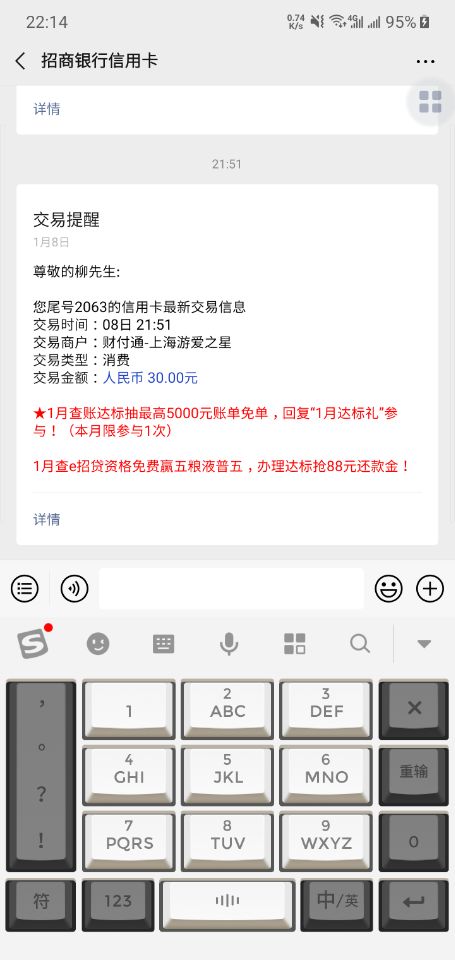 22:14
0.74 K/s 4G 95%
招商银行信用卡
详情
21:51
交易提醒
1月8日
尊敬的柳先生:
您尾号2063的信用卡最新交易信息
交易时间：08日 21:51
交易商户：财付通-上海游爱之星
交易类型：消费
交易金额：人民币 30.00元
★1月查账达标抽最高5000元账单免单，回复“1月达标礼”参
与！（本月限参与1次）
1月查e招贷资格免费赢五粮液普五，办理达标抢88元还款金！
详情
S
， 1 2 3
ABC DEF
。 4 5 6 重输
GHI JKL MNO
？ 7 8 9 0
！ PQRS TUV WXYZ
符 123 中/英